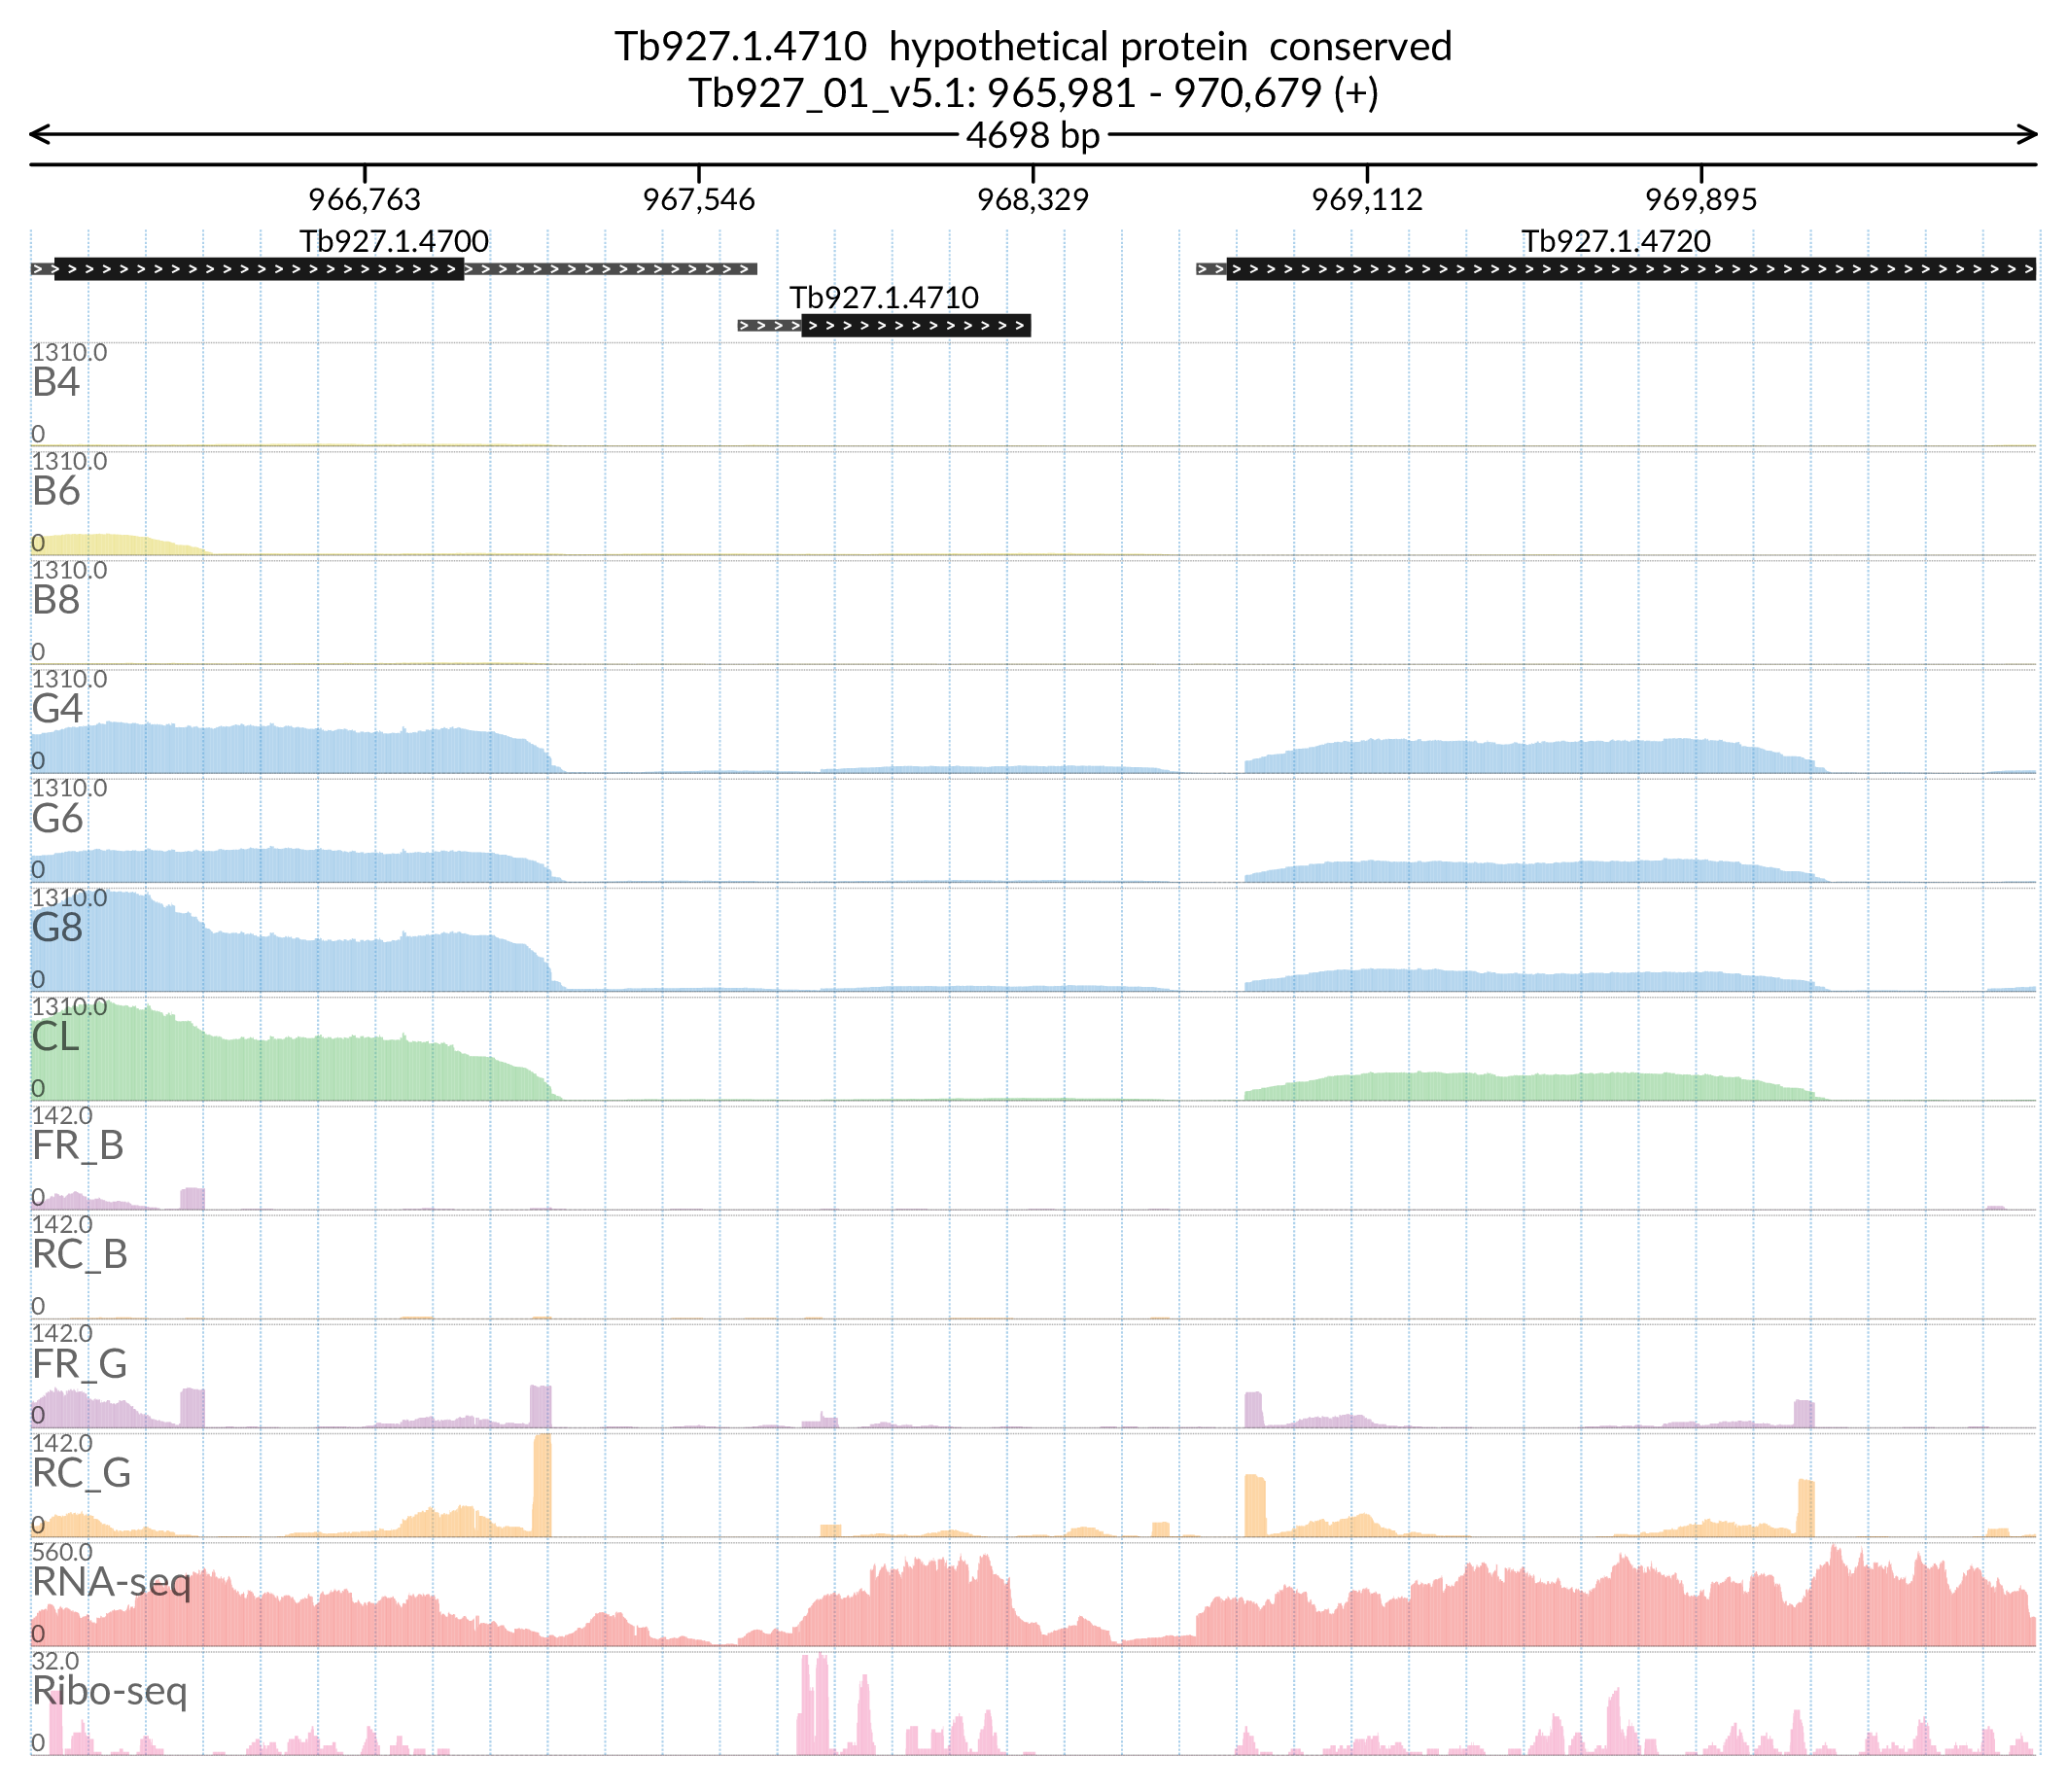 Tb927.1.4710  hypothetical protein  conserved
Tb927_01_v5.1: 965,981 - 970,679 (+)
4698 bp
966,763 967,546 968,329 969,112 969,895
Tb927.1.4700 Tb927.1.4720
Tb927.1.4710
1310.0
B4
0
1310.0
B6
0
1310.0
B8
0
1310.0
G4
0
1310.0
G6
0
1310.0
G8
0
1310.0
CL
0
142.0
FR_B
0
142.0
RC_B
0
142.0
FR_G
0
142.0
RC_G
0
560.0
RNA-seq
0
32.0
Ribo-seq
0